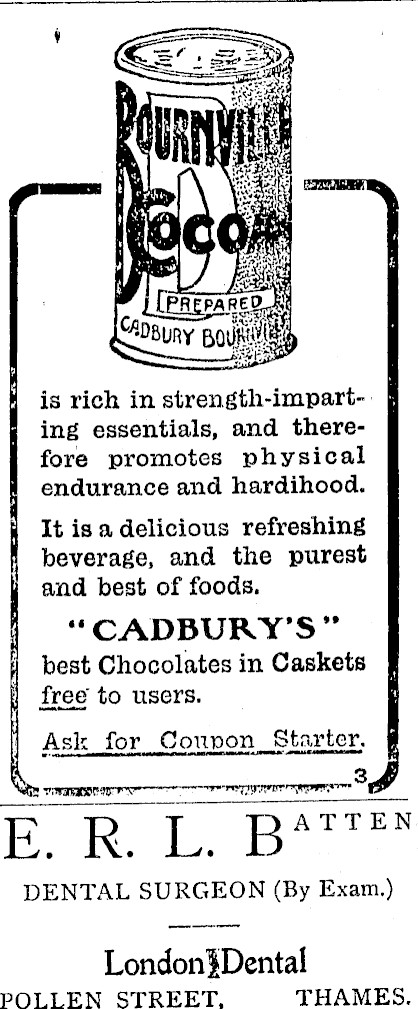 BOURNVILLE
COCOA
PREPARED
CADBURY BOURNVILLE
is rich in strength-impart-
ing essentials, and there-
fore promotes physical
endurance and hardihood.
It is a delicious refreshing
beverage, and the purest
and best of foods.
"CADBURY'S"
best Chocolates in Caskets
free to users.
Ask for Coupon Starter.
3
E. R. L. BATTEN
DENTAL SURGEON (By Exam.)
London Dental
POLLEN STREET, THAMES.